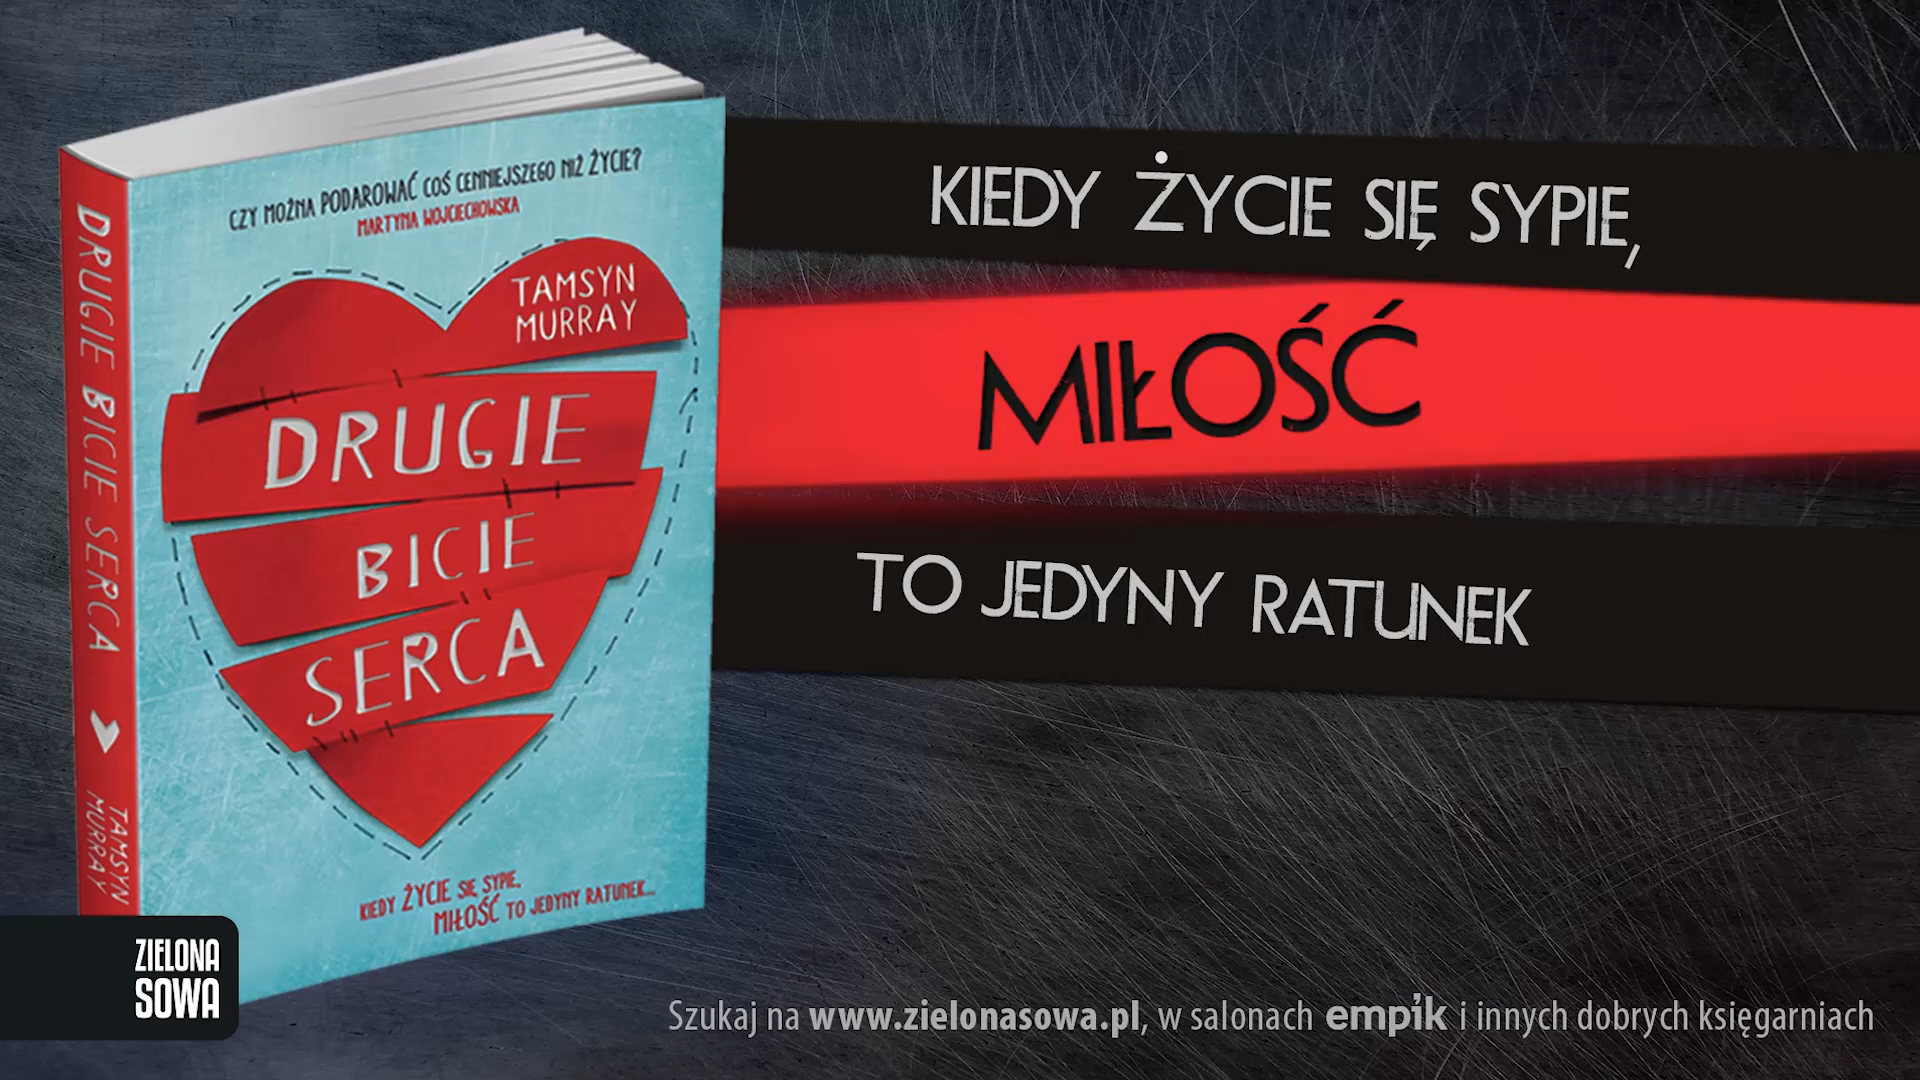 CZY MOŻNA PODAROWAĆ COŚ CENNIEJSZEGO NIŻ ŻYCIE?
MARTYNA WOJCIECHOWSKA
TAMSYN
MURRAY
DRUGIE
BICIE
SERCA
KIEDY ŻYCIE SIĘ SYPIE,
MIŁOŚĆ TO JEDYNY RATUNEK...
DRUGIE BICIE SERCA
TAMSYN
MURRAY
KIEDY ŻYCIE SIĘ SYPIE,
MIŁOŚĆ
TO JEDYNY RATUNEK
ZIELONA
SOWA
Szukaj na www.zielonasowa.pl, w salonach empik i innych dobrych księgarniach